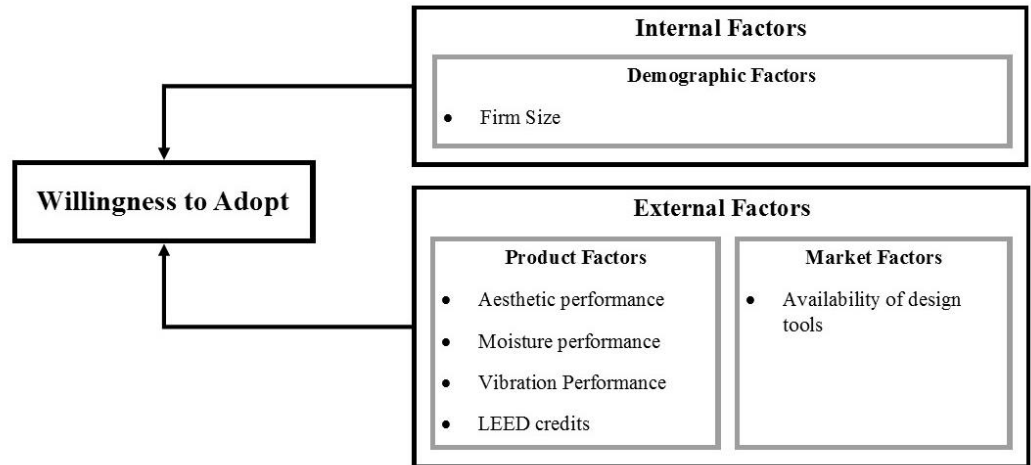 Internal Factors
Demographic Factors
• Firm Size
Willingness to Adopt
External Factors
Product Factors
• Aesthetic performance
• Moisture performance
• Vibration Performance
• LEED credits
Market Factors
• Availability of design
tools